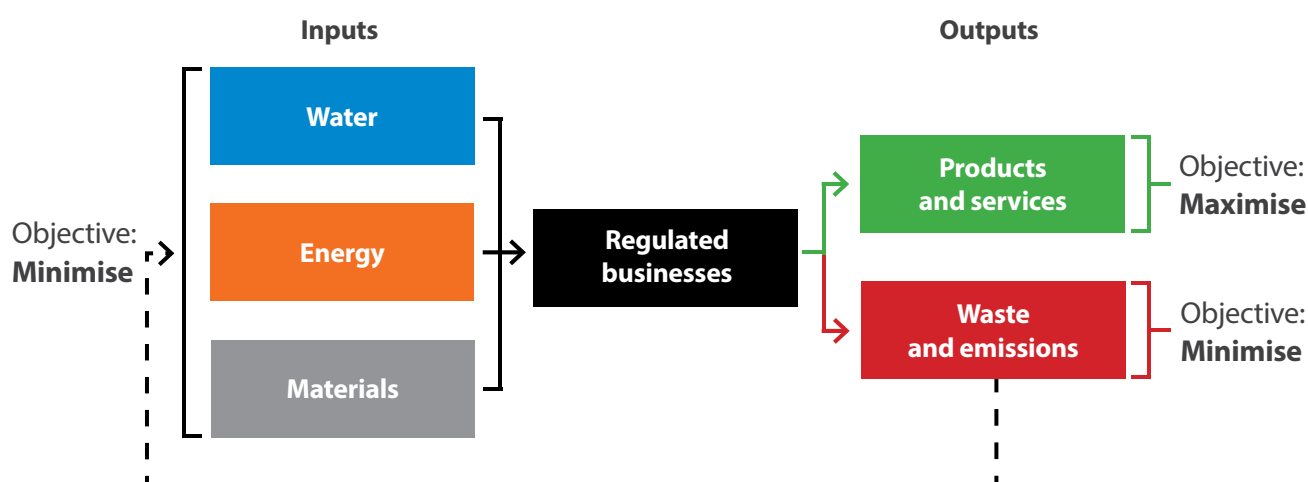 Inputs
Outputs
Water
Energy
Materials
Objective:
Minimise
Regulated
businesses
Products
and services
Objective:
Maximise
Waste
and emissions
Objective:
Minimise